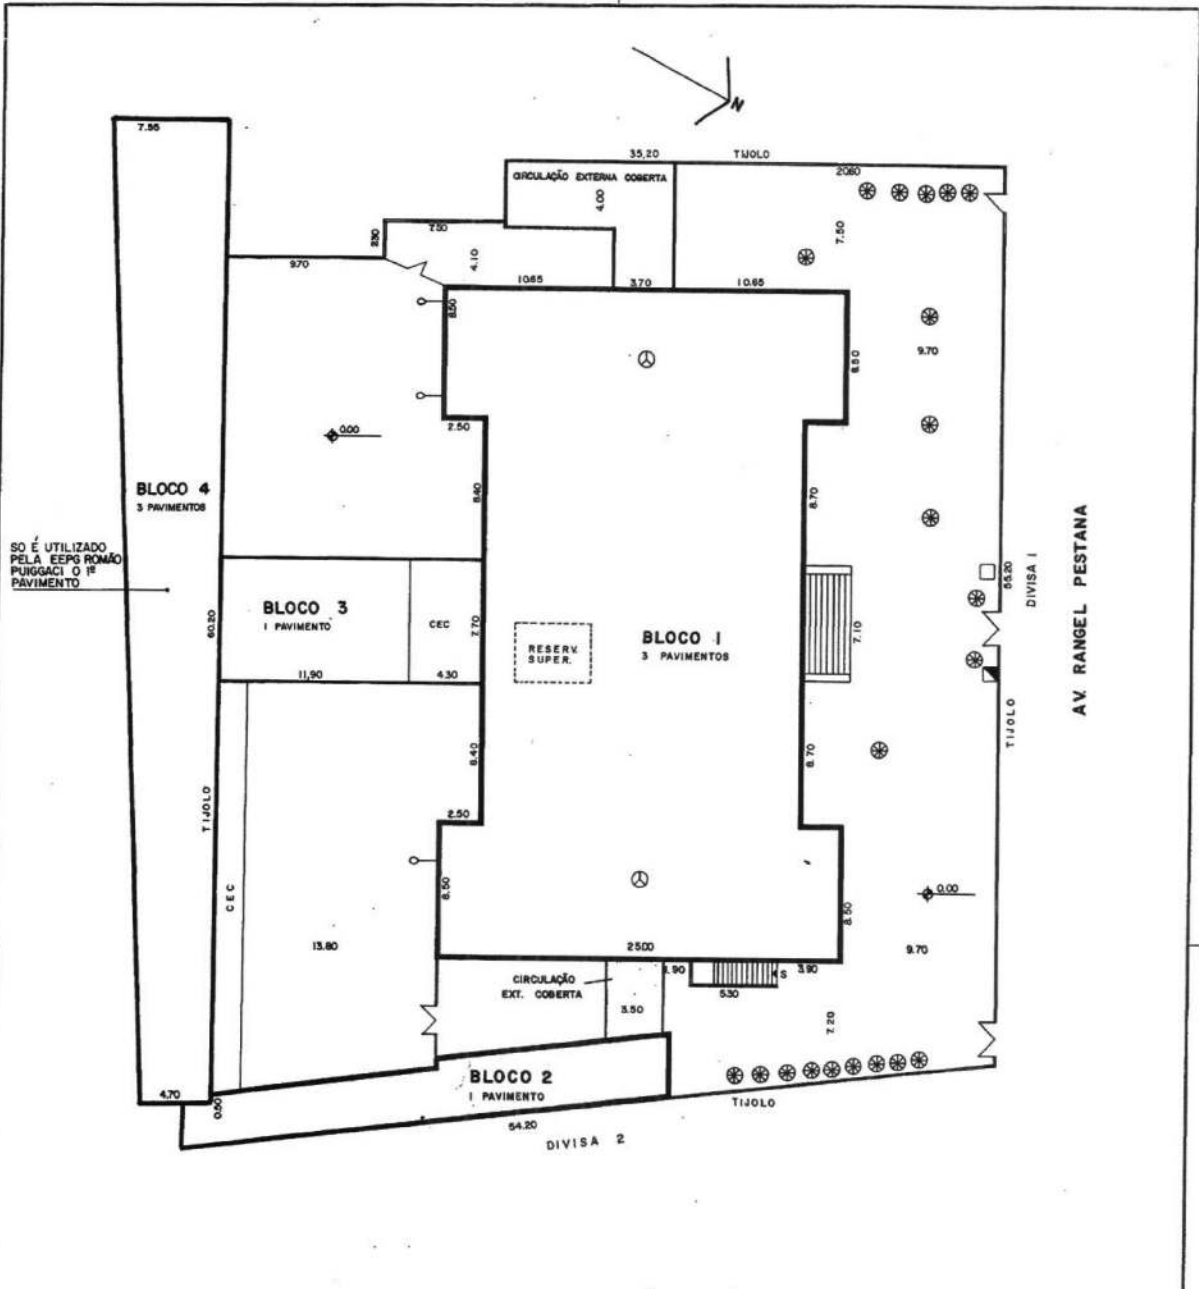 N
7.55
35,20
TIJOLO
20.60
CIRCULAÇÃO EXTERNA COBERTA
4.00
7.50
7.50
4.10
9.70
10.65
3.70
10.65
8.50
8.50
9.70
0.00
2.50
BLOCO 4
3 PAVIMENTOS
8.40
8.70
SO É UTILIZADO
PELA EEPG ROMÃO
PUIGGACI O 1º
PAVIMENTO
AV. RANGEL PESTANA
55.20
DIVISA 1
BLOCO 3
1 PAVIMENTO
CEC
7.70
60.20
11,90
4.30
RESERV.
SUPER.
BLOCO 1
3 PAVIMENTOS
7.10
TIJOLO
8.40
8.70
TIJOLO
2.50
CEC
8.50
0.00
8.50
13.80
25.00
9.70
CIRCULAÇÃO
EXT. COBERTA
1.90
S
3.90
5.30
3.50
7.20
BLOCO 2
1 PAVIMENTO
4.70
0.50
TIJOLO
54.20
DIVISA 2